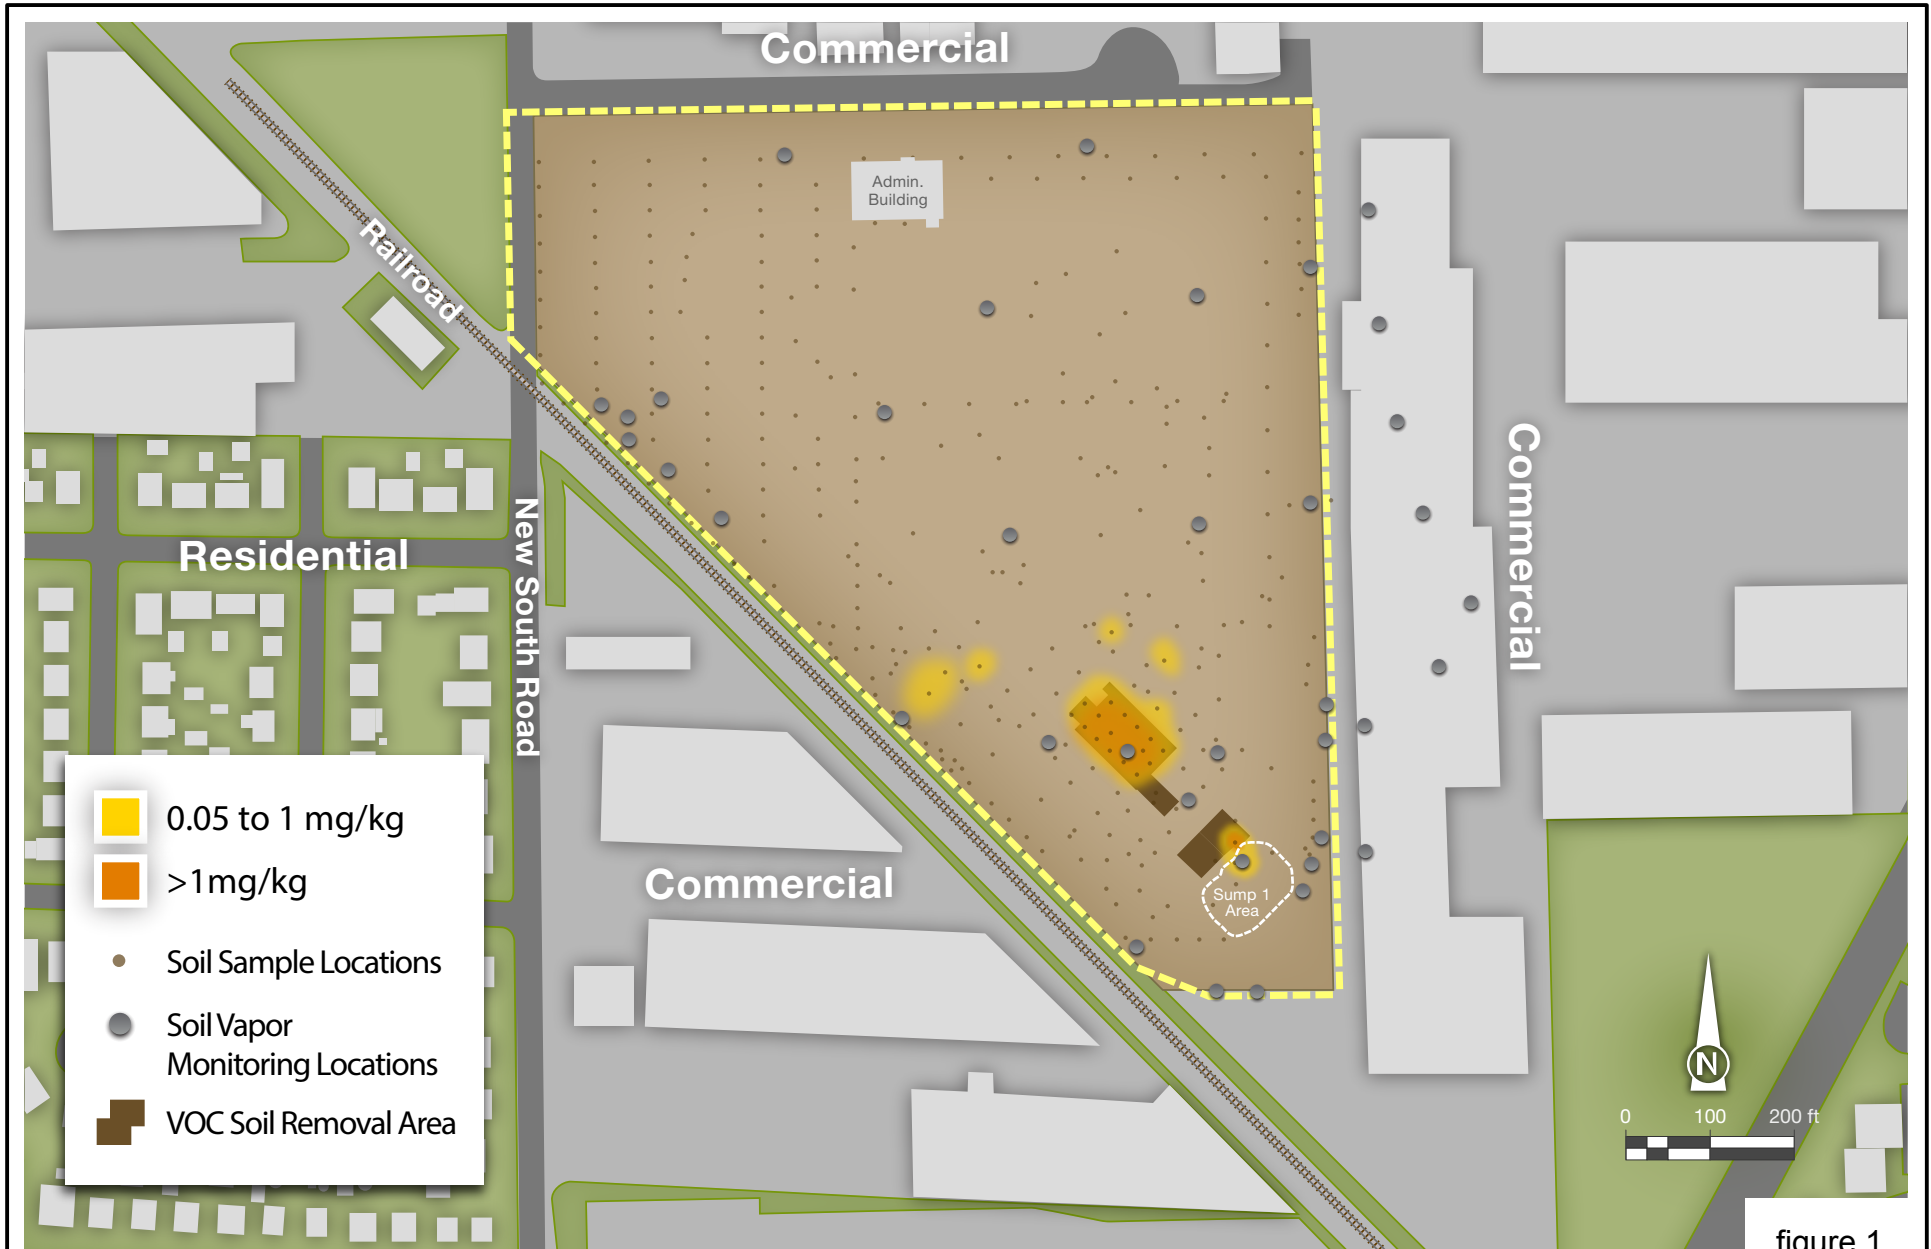 Commercial
Admin.
Building
Railroad
Commercial
New South Road
Residential
0.05 to 1 mg/kg
>1mg/kg
Commercial
Sump 1
Area
Soil Sample Locations
Soil Vapor
Monitoring Locations
VOC Soil Removal Area
N
0 100 200 ft
figure 1